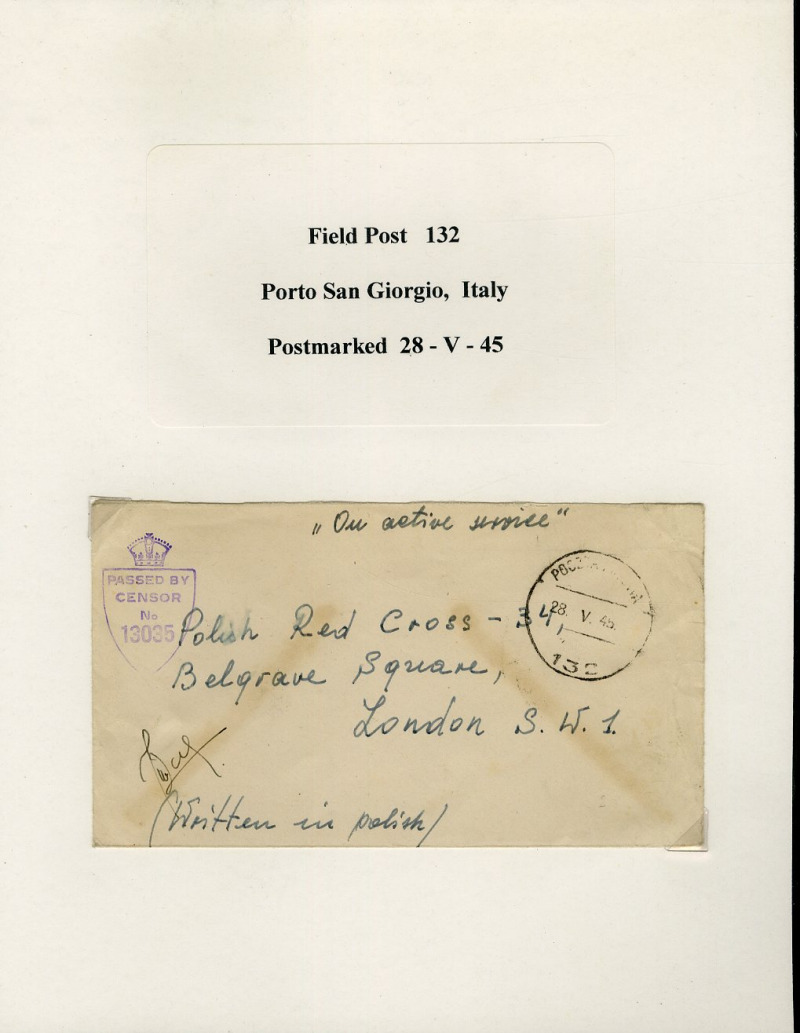 Field Post 132
Porto San Giorgio, Italy
Postmarked 28 - V - 45
„On active service“
PASSED BY
CENSOR
No
13035
28. V. 45.
132
Polish Red Cross - 34,
Belgrave Square,
London S. W. 1.
(Written in polish)